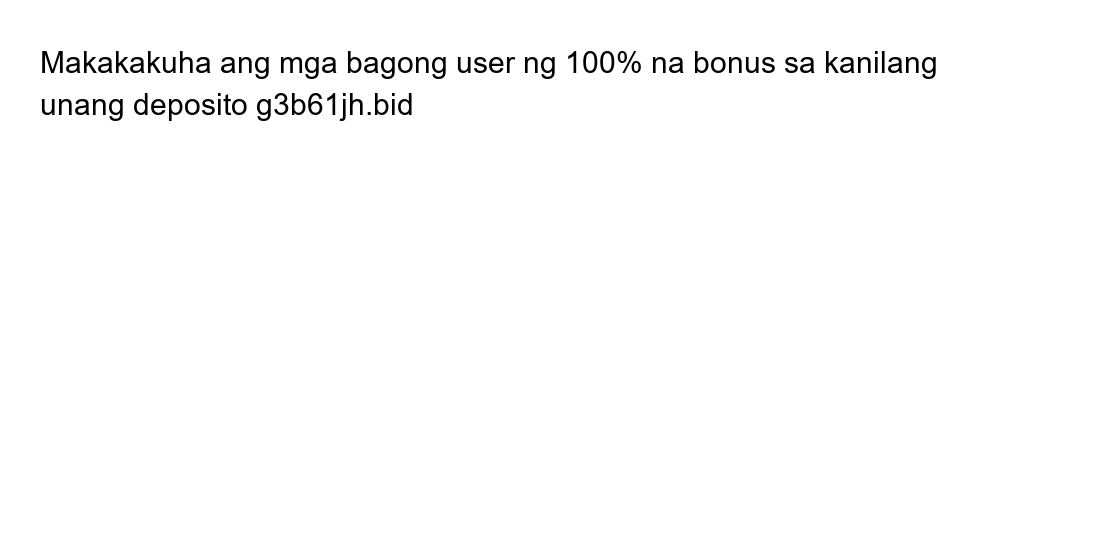 Makakakuha ang mga bagong user ng 100% na bonus sa kanilang
unang deposito g3b61jh.bid